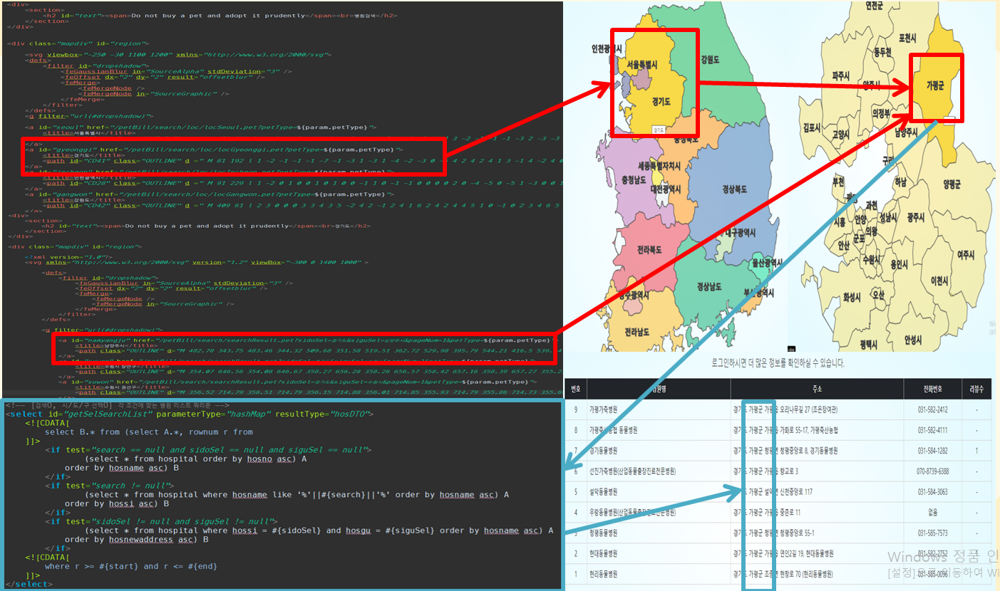 <div>
<section>
<h2 id="text"><span>Do not buy a pet and adopt it prudently</span><br>병원검색</h2>
</section>
</div>
<div class="mapdiv" id="region">
<svg viewbox="-250 -30 1100 1200" xmlns="http://www.w3.org/2000/svg">
<defs>
<filter id="dropshadow">
<feGaussianBlur in="SourceAlpha" stdDeviation="3" />
<feOffset dx="2" dy="2" result="offsetblur" />
<feMerge>
<feMergeNode />
<feMergeNode in="SourceGraphic" />
</feMerge>
</filter>
</defs>
<g filter="url(#dropshadow)">
<a id="seoul" href="/petBill/search/loc/locSeoul.pet?petType=${param.petType}">
<title>서울특별시</title>
</a>
<a id="gyeonggi" href="/petBill/search/loc/locGyeonggi.pet?petType=${param.petType}">
<title>경기도</title>
<path id="CD41" class="OUTLINE" d =" M 81 192 l 1 -2 -1 -1 -1 -7 -1 -3 1 -3 1 -4 -2 -3 0
</a>
<a id="incheon" href="/petBill/search/loc/locIncheon.pet?petType=${param.petType}">
<title>인천광역시</title>
<path id="CD28" class="OUTLINE" d =" M 91 229 l 1 -2 0 1 0 0 1 0 1 0 0 -1 1 0 -1 -1 0 0 0 0 2 0 -4 -5 0 -5 1 -3 0 0 1
</a>
<a id="gangwon" href="/petBill/search/loc/locGangwon.pet?petType=${param.petType}">
<title>강원도</title>
<path id="CD42" class="OUTLINE" d =" M 409 61 l 2 3 0 0 0 3 3 4 3 5 -2 4 2 -1 2 4 1 6 2 4 2 4 4 5 1 0 -1 0 2 3 4 6 5
</a>
<div>
<section>
<h2 id="text"><span>Do not buy a pet and adopt it prudently</span><br>경기도</h2>
</section>
</div>
<div class="mapdiv" id="region">
<?xml version="1.0"?>
<svg xmlns="http://www.w3.org/2000/svg" version="1.2" viewBox="-300 0 1400 1000" >
<defs>
<filter id="dropshadow">
<feGaussianBlur in="SourceAlpha" stdDeviation="3" />
<feOffset dx="2" dy="2" result="offsetblur" />
<feMerge>
<feMergeNode />
<feMergeNode in="SourceGraphic" />
</feMerge>
</filter>
</defs>
<g filter="url(#dropshadow)">
<a id="namyangju" href="/petBill/search/searchResult.pet?sidoSel=경기도&siguSel=남양주시&pageNum=1&petType=${param.petType}">
<title>남양주시</title>
<path class="OUTLINE" d="M 482.78 343.75 483.46 344.32 509.68 351.58 519.51 362.72 529.98 395.79 544.21 416.5 539.
</a>
<title>수원시 장안구</title>
<path class="OUTLINE" d="M 354.07 646.56 354.08 646.67 358.27 656.28 358.26 656.57 358.42 657.16 358.39 657.27 355.2
</a>
<a id="suwon" href="/petBill/search/searchResult.pet?sidoSel=경기도&siguSel=수원시&pageNum=1&petType=${param.petType}">
<title>수원시 권선구</title>
<path class="OUTLINE" d="M 356.52 714.79 356.51 714.79 356.15 714.88 356.01 714.85 355.93 714.79 355.86 714.73 355.6
<!-- [검색O, 시/도/구 선택O] 각 조건에 맞는 병원 리스트 쿼리문 -->
<select id="getSelSearchList" parameterType="hashMap" resultType="hosDTO">
<![CDATA[
select B.* from (select A.*, rownum r from
]]>
<if test="search == null and sidoSel == null and siguSel == null">
(select * from hospital order by hosno asc) A
order by hosname asc) B
</if>
<if test="search != null">
(select * from hospital where hosname like '%'||#{search}||'%' order by hosname asc) A
order by hossi asc) B
</if>
<if test="sidoSel != null and siguSel != null">
(select * from hospital where hossi = #{sidoSel} and hosgu = #{siguSel} order by hosname asc) A
order by hosnewaddress asc) B
</if>
<![CDATA[
where r >= #{start} and r <= #{end}
]]>
</select>
인천광역시
서울특별시
강원도
경기도
경기도
충청북도
세종특별자치시
충청남도
대전광역시
경상북도
대구광역시
전라북도
울산광역시
경상남도
부산광역시
광주광역시
전라남도
연천군
포천시
동두천
파주시
양주시
가평군
의정부
김포시
고양시
남양주시
구리
부천
하남
양평군
광명
과천
시흥
안양
성남시
광주시
의왕
군포
안산
수원시
용인시
여주시
이천시
화성시
오산
안성시
평택시
로그인하시면 더 많은 정보를 확인하실 수 있습니다.
번호 병원명 주소 전화번호 리뷰수
9 가평가축병원 경기도 가평군 가평읍 오리나무길 27 (조은장여관) 031-582-2412 -
8 가평축산농협 동물병원 경기도 가평군 가평읍 가화로 55-17, 가평축산농협 031-582-4111 -
7 경기동물병원 경기도 가평군 청평면 청평중앙로 8, 경기동물병원 031-584-1282 1
6 선진가축병원(산업동물출장진료전문병원) 경기도 가평군 가평읍 향교로 3 070-8739-6388 -
5 설악동물병원 경기도 가평군 설악면 신천중앙로 117 031-584-3063 -
4 우랑동물병원(산업동물출장진료전문병원) 경기도 가평군 가평읍 중촌로 11 없음 -
3 청평동물병원 경기도 가평군 청평면 청평중앙로 55-1 031-585-7573 -
2 현대동물병원 경기도 가평군 가평읍 연인2길 19, 현대동물병원 031-582-2752
1 현리동물병원 경기도 가평군 조종면 현창로 70 (현리동물병원) 031-585-0096 -
Windows 정품 인
[설정]으로 이동하여 Wi